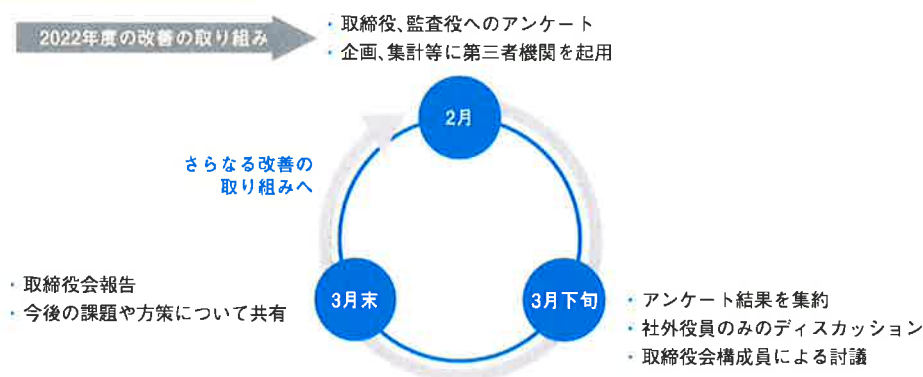 2022年度の改善の取り組み
・取締役、監査役へのアンケート
・企画、集計等に第三者機関を起用
2月
さらなる改善の
取り組みへ
3月下旬
・アンケート結果を集約
・社外役員のみのディスカッション
・取締役会構成員による討議
3月末
・取締役会報告
・今後の課題や方策について共有